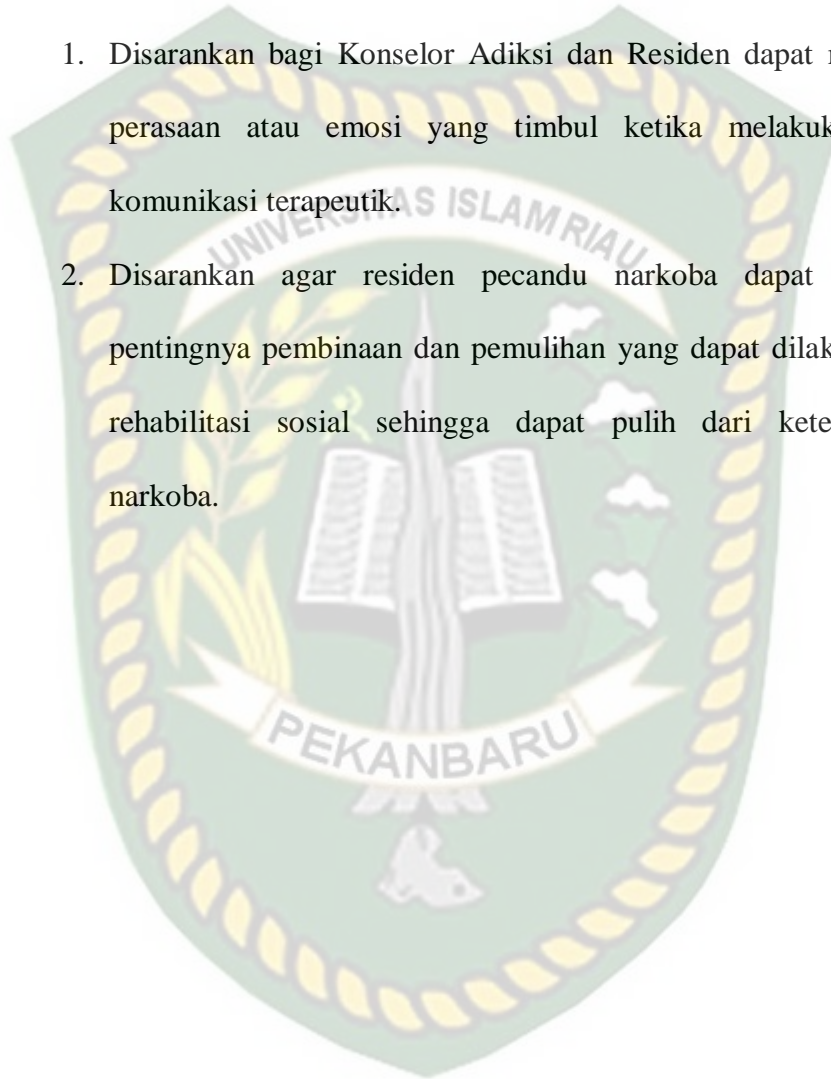 1. Disarankan bagi Konselor Adiksi dan Residen dapat
perasaan atau emosi yang timbul ketika
komunikasi terapeutik.
UNIVERSITAS ISLAM RIAU
2. Disarankan agar residen pecandu narkoba dapat
pentingnya pembinaan dan pemulihan yang dapat
rehabilitasi sosial sehingga dapat pulih dari
narkoba.
PEKANBARU